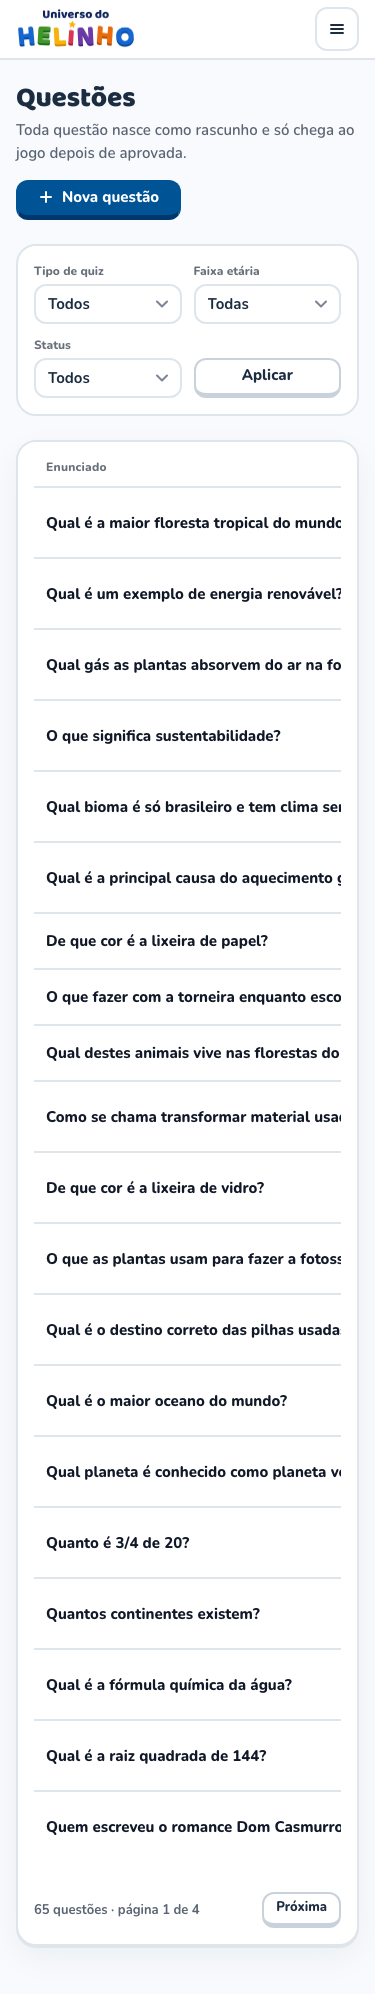 Universo do
HELINHO
Questões
Toda questão nasce como rascunho e só chega ao
jogo depois de aprovada.
+ Nova questão
Tipo de quiz
Faixa etária
Todos
Todas
Status
Todos
Aplicar
Enunciado
Qual é a maior floresta tropical do mundo
Qual é um exemplo de energia renovável?
Qual gás as plantas absorvem do ar na fo
O que significa sustentabilidade?
Qual bioma é só brasileiro e tem clima se
Qual é a principal causa do aquecimento g
De que cor é a lixeira de papel?
O que fazer com a torneira enquanto esco
Qual destes animais vive nas florestas do
Como se chama transformar material usa
De que cor é a lixeira de vidro?
O que as plantas usam para fazer a fotoss
Qual é o destino correto das pilhas usada
Qual é o maior oceano do mundo?
Qual planeta é conhecido como planeta v
Quanto é 3/4 de 20?
Quantos continentes existem?
Qual é a fórmula química da água?
Qual é a raiz quadrada de 144?
Quem escreveu o romance Dom Casmurro
65 questões · página 1 de 4
Próxima